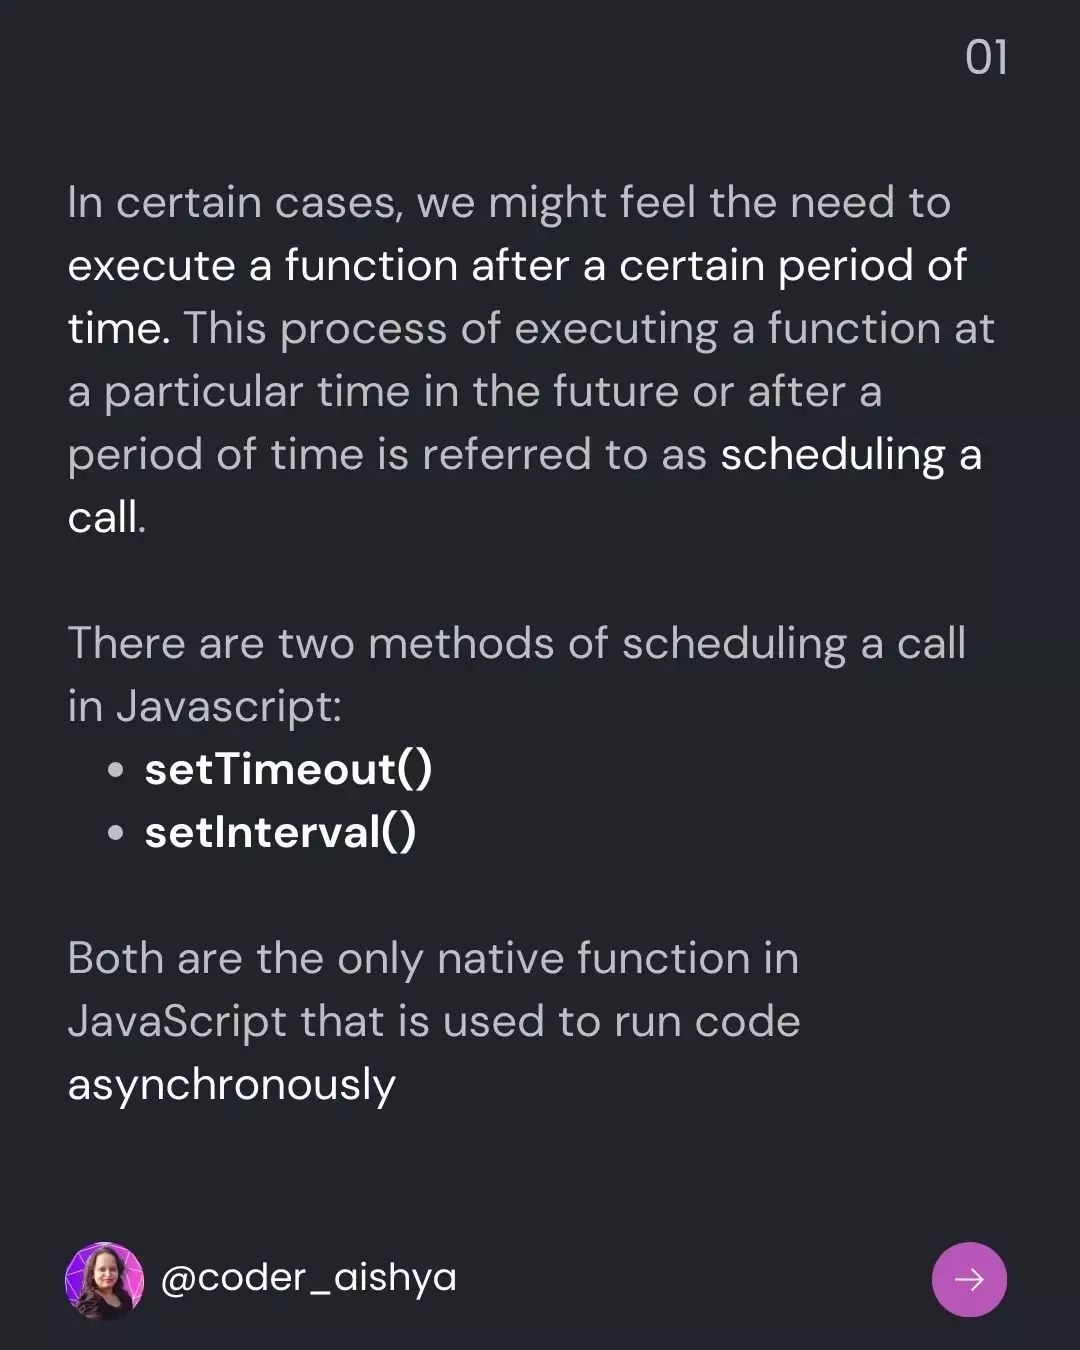 01
In certain cases, we might feel the need to
execute a function after a certain period of
time. This process of executing a function at
a particular time in the future or after a
period of time is referred to as scheduling a
call.
There are two methods of scheduling a call
in Javascript:
• setTimeout()
• setInterval()
Both are the only native function in
JavaScript that is used to run code
asynchronously
@coder_aishya